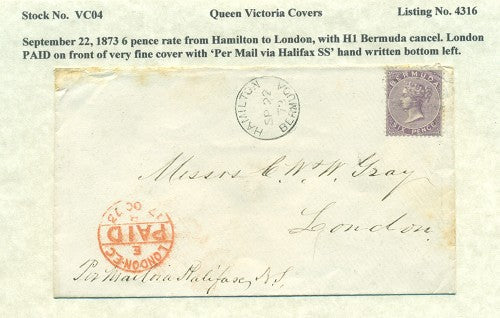 Stock No. VC04 Queen Victoria Covers Listing No. 4316
September 22, 1873 6 pence rate from Hamilton to London, with H1 Bermuda cancel. London
PAID on front of very fine cover with ‘Per Mail via Halifax SS’ hand written bottom left.
HAMILTON
SP 22
73
BERMUDA
BERMUDA
SIX PENCE
Messrs C. W. W. Gray
London
LONDON·E.C
PAID
E
17 OC 73
Per Mail via Halifax, S.S.